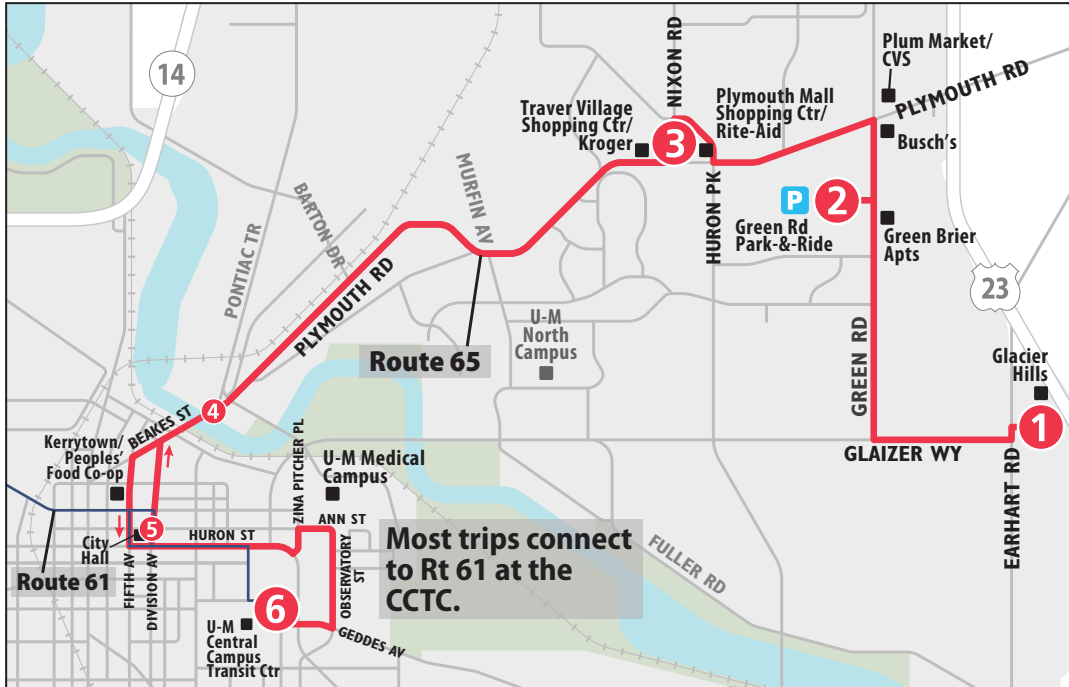 14
NIXON RD
Plum Market/
CVS
PLYMOUTH RD
Traver Village
Shopping Ctr/
Kroger
3
Plymouth Mall
Shopping Ctr/
Rite-Aid
Busch's
MURFIN AV
BARTON DR
PONTIAC TR
HURON PK
P
2
Green Rd
Park-&-Ride
Green Brier
Apts
PLYMOUTH RD
23
U-M
North
Campus
Route 65
GREEN RD
Glacier
Hills
1
4
BEAKES ST
GLAIZER WY
EARHART RD
Kerrytown/
Peoples'
Food Co-op
ZINA PITCHER PL
U-M Medical
Campus
ANN ST
5
City
Hall
HURON ST
Route 61
FIFTH AV
DIVISION AV
OBSERVATORY
ST
Most trips connect
to Rt 61 at the
CCTC.
FULLER RD
6
U-M
Central
Campus
Transit Ctr
GEDDES AV